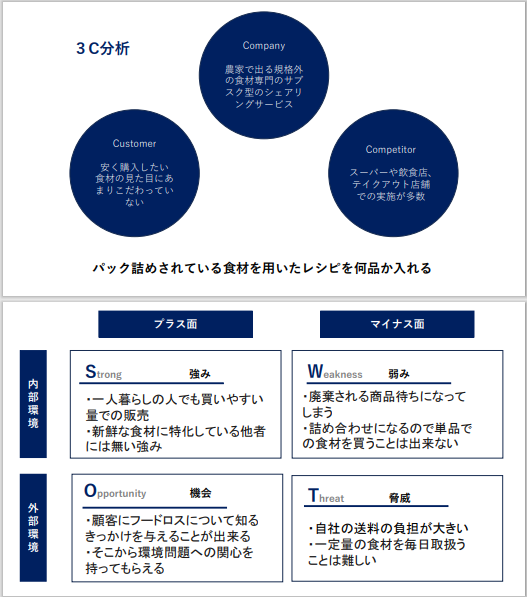 ３C分析
Company
農家で出る規格外
の食材専門のサブ
スク型のシェアリ
ングサービス
Customer
安く購入したい
食材の見た目にあ
まりこだわってい
ない
Competitor
スーパーや飲食店、
テイクアウト店舗
での実施が多数
パック詰めされている食材を用いたレシピを何品か入れる
プラス面
マイナス面
内部環境
Strong 強み
・一人暮らしの人でも買いやすい
量での販売
・新鮮な食材に特化している他者
には無い強み
Weakness 弱み
・廃棄される商品待ちになって
しまう
・詰め合わせになるので単品で
の食材を買うことは出来ない
外部環境
Opportunity 機会
・顧客にフードロスについて知る
きっかけを与えることが出来る
・そこから環境問題への関心を
持ってもらえる
Threat 脅威
・自社の送料の負担が大きい
・一定量の食材を毎日取扱う
ことは難しい